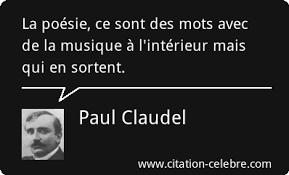 La poésie, ce sont des mots avec
de la musique à l'intérieur mais
qui en sortent.
Paul Claudel
www.citation-celebre.com